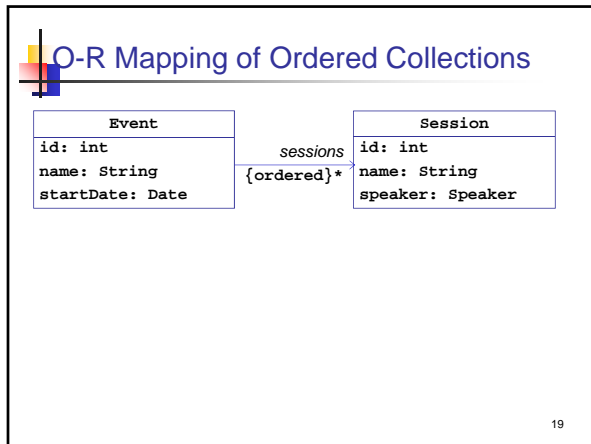 O-R Mapping of Ordered Collections
Event
id: int
name: String
startDate: Date
sessions
{ordered}*
Session
id: int
name: String
speaker: Speaker
19